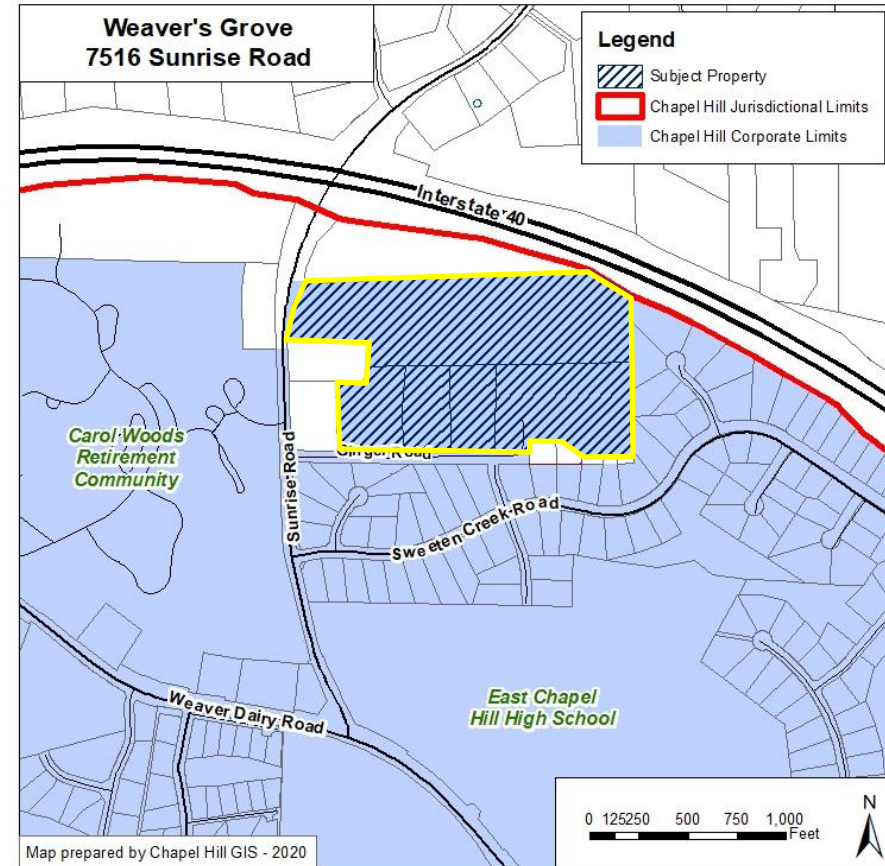 Weaver's Grove
7516 Sunrise Road
Legend
Subject Property
Chapel Hill Jurisdictional Limits
Chapel Hill Corporate Limits
Interstate 40
Carol Woods
Retirement
Community
Sunrise Road
Ginger Road
Sweeten Creek Road
Weaver Dairy Road
East Chapel
Hill High School
0 125250 500 750 1,000
Feet
N
Map prepared by Chapel Hill GIS - 2020